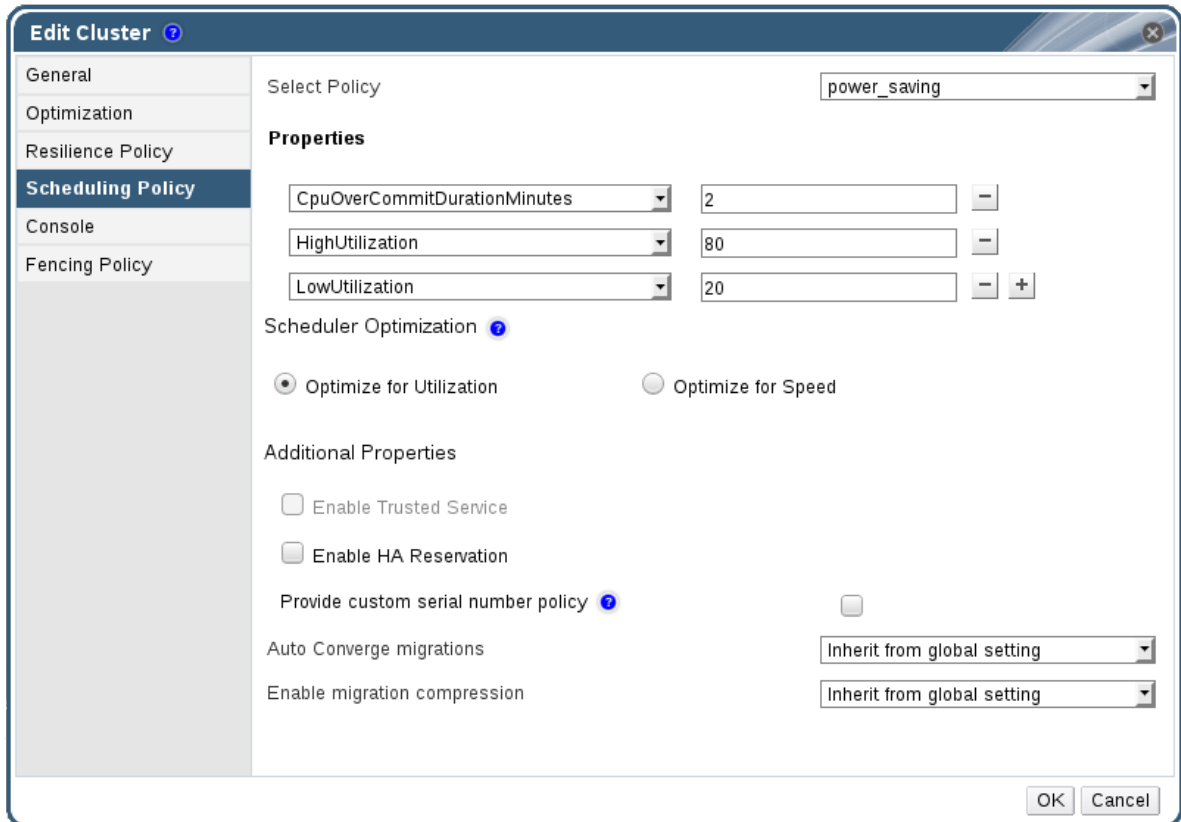 Edit Cluster
General
Optimization
Resilience Policy
Scheduling Policy
Console
Fencing Policy
Select Policy power_saving
Properties
CpuOverCommitDurationMinutes 2
HighUtilization 80
LowUtilization 20
Scheduler Optimization
Optimize for Utilization Optimize for Speed
Additional Properties
Enable Trusted Service
Enable HA Reservation
Provide custom serial number policy
Auto Converge migrations Inherit from global setting
Enable migration compression Inherit from global setting
OK Cancel